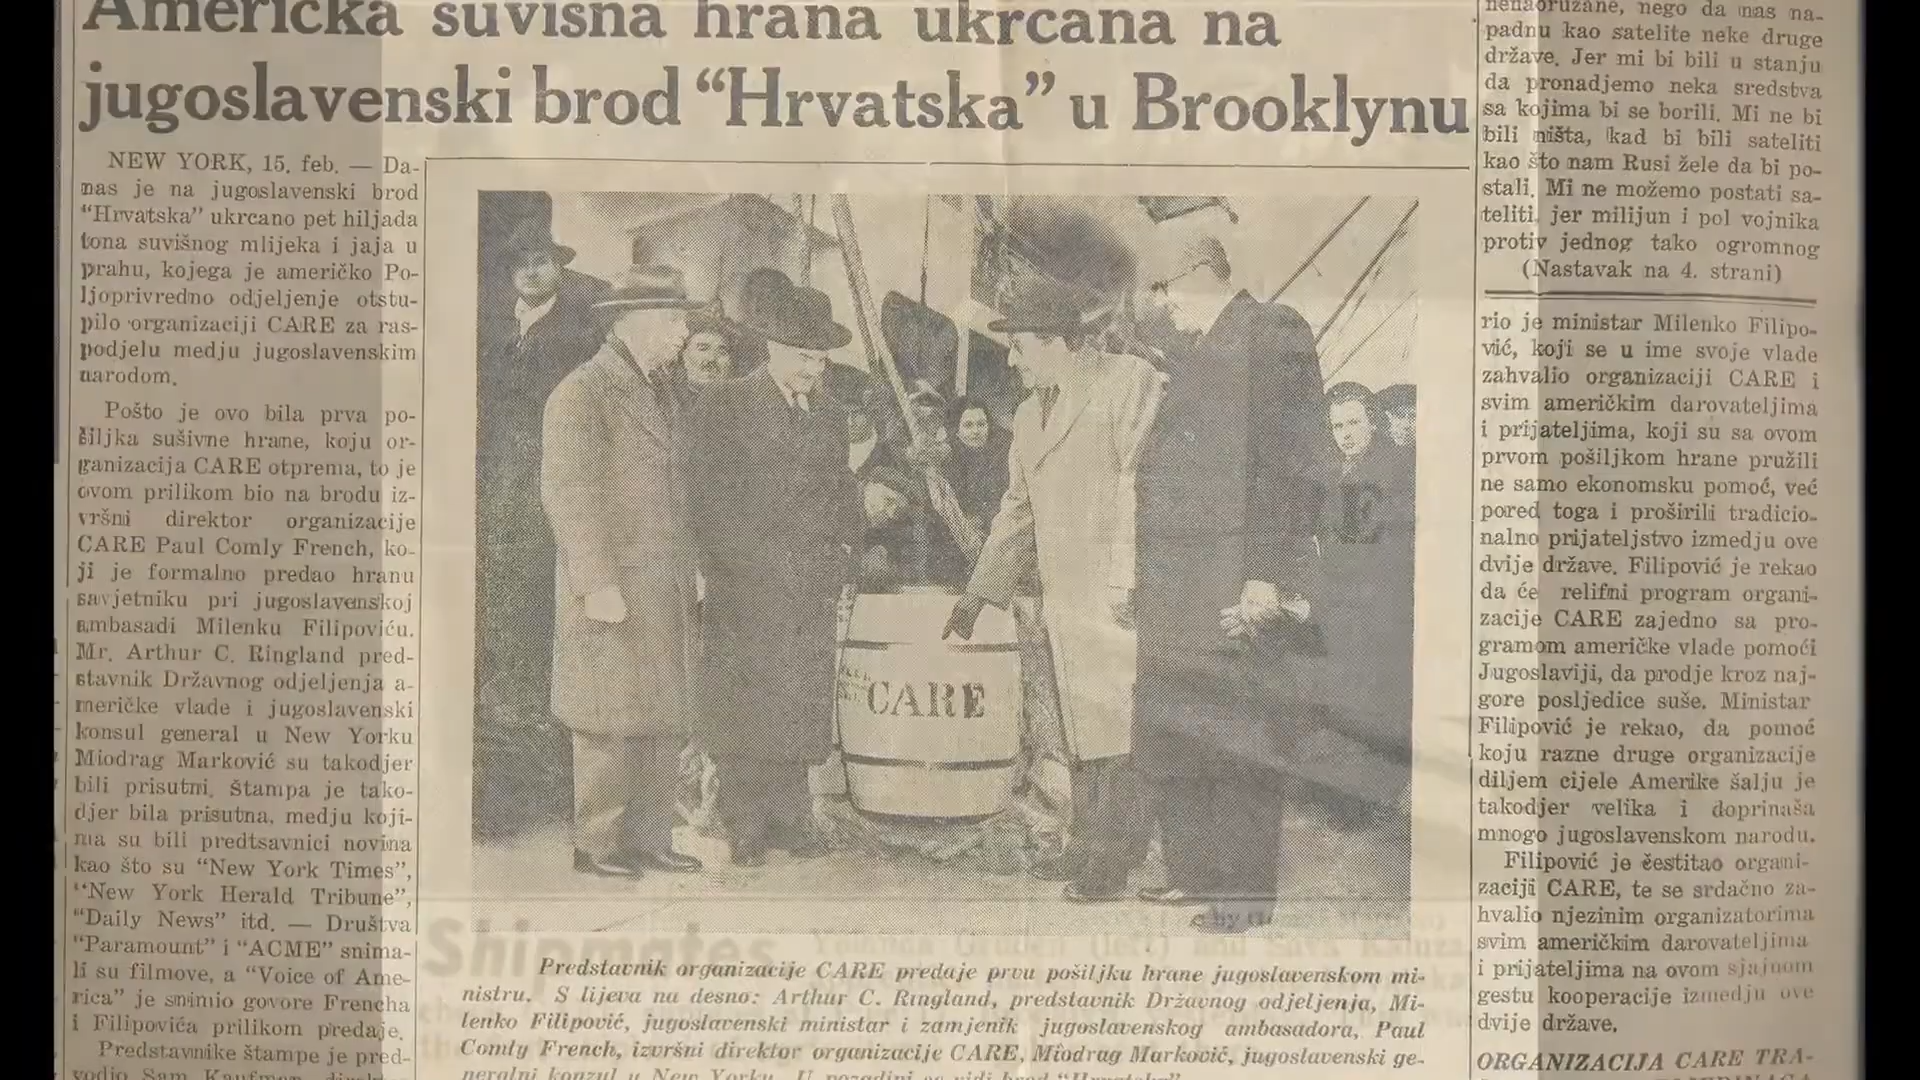 Američka suvisna hrana ukrcana na
jugoslavenski brod “Hrvatska” u Brooklynu
NEW YORK, 15. feb. — Da-
nas je na jugoslavenski brod
“Hrvatska” ukrcano pet hiljada
tona suvišnog mlijeka i jaja u
prahu, kojega je američko Po-
ljoprivredno odjeljenje otstu-
pilo organizaciji CARE za ras-
podjelu medju jugoslavenskim
narodom.
Pošto je ovo bila prva po-
šiljka sušivne hrane, koju or-
ganizacija CARE otprema, to je
ovom prilikom bio na brodu iz-
vršni direktor organizacije
CARE Paul Comly French, ko-
ji je formalno predao hranu
savjetniku pri jugoslavenskoj
ambasadi Milenku Filipoviću.
Mr. Arthur C. Ringland pred-
stavnik Državnog odjeljenja a-
meričke vlade i jugoslavenski
konsul general u New Yorku
Miodrag Marković su takodjer
bili prisutni. Štampa je tako-
djer bila prisutna, medju koji-
ma su bili predtsavnici novina
kao što su “New York Times”,
“New York Herald Tribune”,
“Daily News” itd. — Društva
“Paramount” i “ACME” snima-
li su filmove, a “Voice of Ame-
rica” je snimio govore Frencha
i Filipovića prilikom predaje.
Predstavnike štampe je pred-
vodio Sam Kaufman,
CARE
Shipmates
Predstavnik organizacije CARE predaje prvu pošiljku hrane jugoslavenskom mi-
nistru. S lijeva na desno: Arthur C. Ringland, predstavnik Državnog odjeljenja, Mi-
lenko Filipović, jugoslavenski ministar i zamjenik jugoslavenskog ambasadora, Paul
Comly French, izvršni direktor organizacije CARE, Miodrag Marković, jugoslavenski ge-
neralni konzul u New Yorku. U pozadini se vidi brod “Hrvatska”
nenaoružane, nego da nas na-
padnu kao satelite neke druge
države. Jer mi bi bili u stanju
da pronadjemo neka sredstva
sa kojima bi se borili. Mi ne bi
bili ništa, kad bi bili sateliti
kao što nam Rusi žele da bi po-
stali. Mi ne možemo postati sa-
teliti, jer milijun i pol vojnika
protiv jednog tako ogromnog
(Nastavak na 4. strani)
rio je ministar Milenko Filipo-
vić, koji se u ime svoje vlade
zahvalio organizaciji CARE i
svim američkim darovateljima
i prijateljima, koji su sa ovom
prvom pošiljkom hrane pružili
ne samo ekonomsku pomoć, već
pored toga i proširili tradicio-
nalno prijateljstvo izmedju ove
dvije države. Filipović je rekao
da će relifni program organi-
zacije CARE zajedno sa pro-
gramom američke vlade pomoći
Jugoslaviji, da prodje kroz naj-
gore posljedice suše. Ministar
Filipović je rekao, da pomoć
koju razne druge organizacije
diljem cijele Amerike šalju je
takodjer velika i doprinaša
mnogo jugoslavenskom narodu.
Filipović je čestitao organi-
zaciji CARE, te se srdačno za-
hvalio njezinim organizatorima
svim američkim darovateljima
i prijateljima na ovom sjajnom
gestu kooperacije izmedju ove
dvije države.
ORGANIZACIJA CARE TRA-